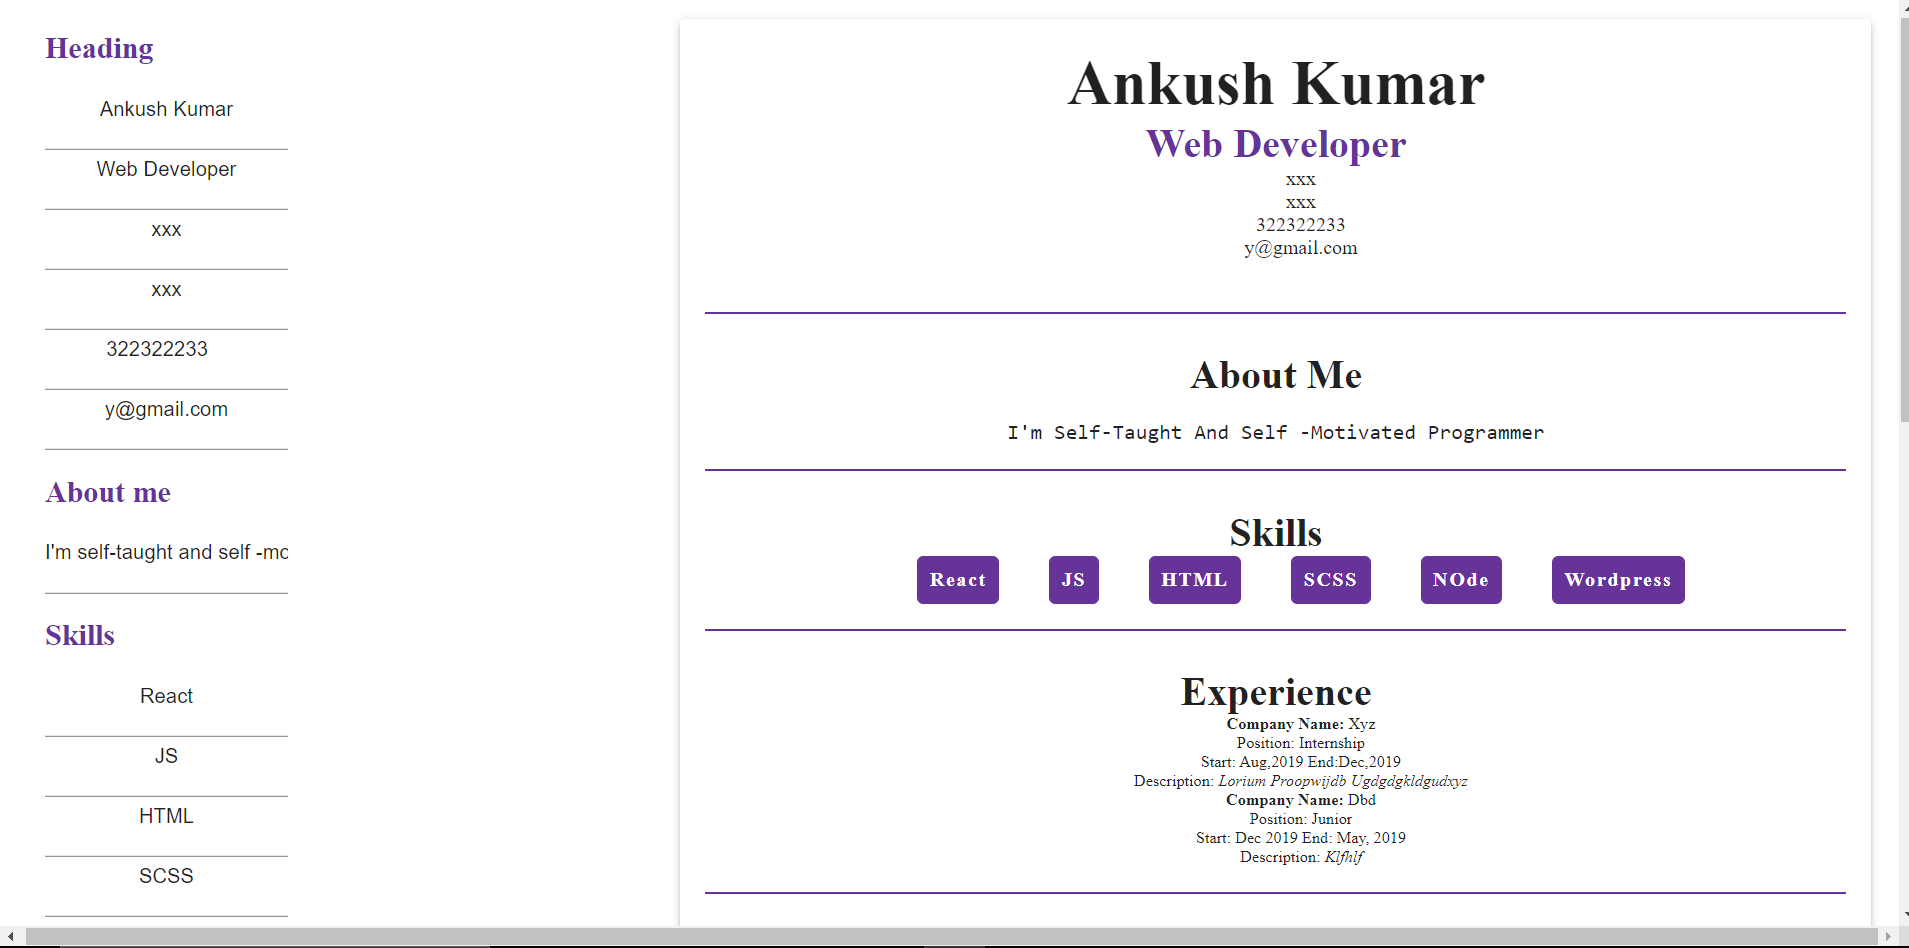 Heading
Ankush Kumar
Web Developer
xxx
xxx
322322233
y@gmail.com
About me
I'm self-taught and self -mo
Skills
React
JS
HTML
SCSS
Ankush Kumar
Web Developer
xxx
xxx
322322233
y@gmail.com
About Me
I'm Self-Taught And Self -Motivated Programmer
Skills
React JS HTML SCSS NOde Wordpress
Experience
Company Name: Xyz
Position: Internship
Start: Aug,2019 End:Dec,2019
Description: Lorium Proopwijdb Ugdgdgkldgudxyz
Company Name: Dbd
Position: Junior
Start: Dec 2019 End: May, 2019
Description: Klfhlf